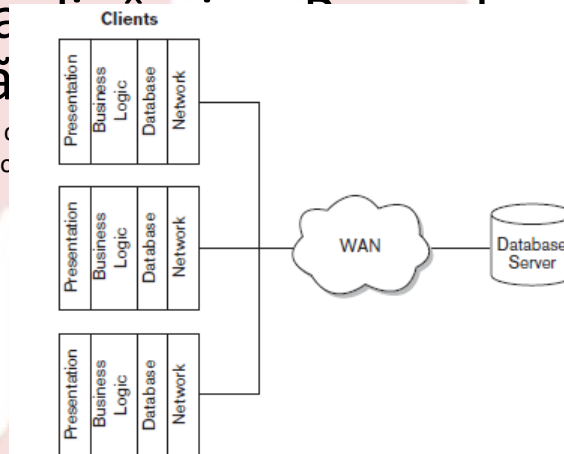 Clients
Presentation
Business
Logic
Database
Network
Presentation
Business
Logic
Database
Network
WAN
Database
Server
Presentation
Business
Logic
Database
Network